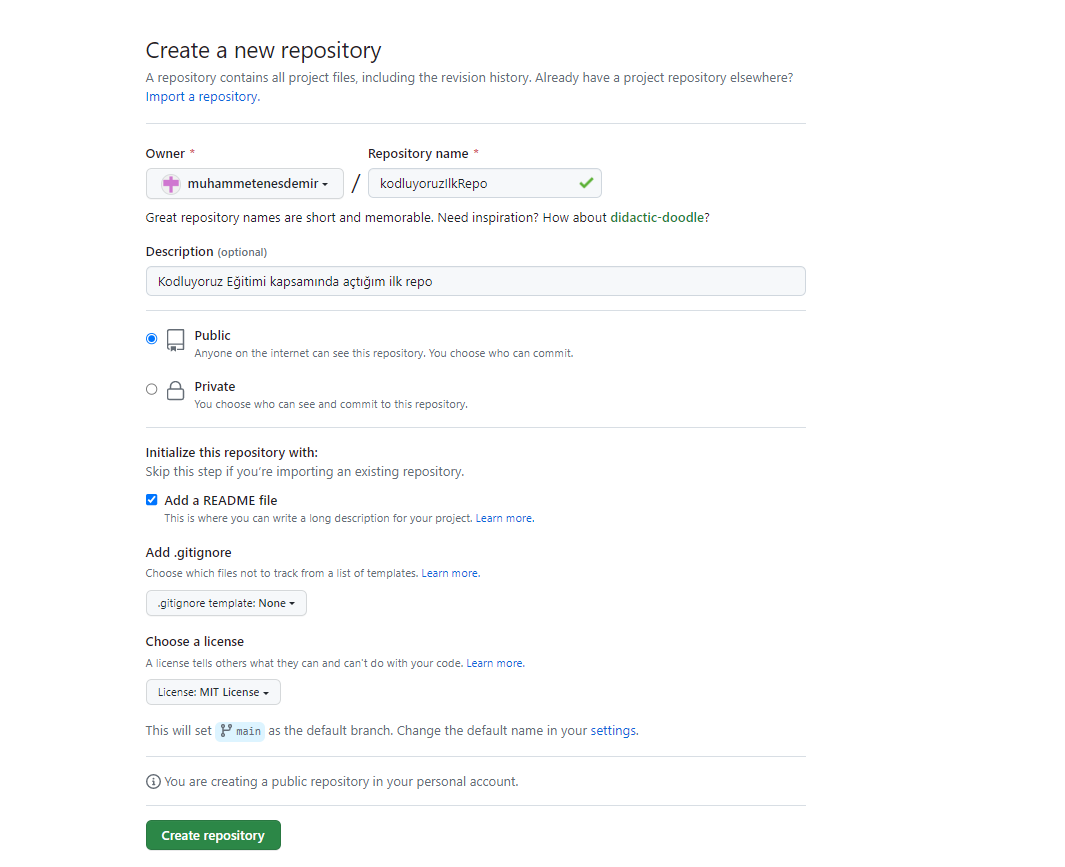 Create a new repository
A repository contains all project files, including the revision history. Already have a project repository elsewhere?
Import a repository.
Owner * Repository name *
muhammetenesdemir / kodluyoruzIlkRepo
Great repository names are short and memorable. Need inspiration? How about didactic-doodle?
Description (optional)
Kodluyoruz Eğitimi kapsamında açtığım ilk repo
Public
Anyone on the internet can see this repository. You choose who can commit.
Private
You choose who can see and commit to this repository.
Initialize this repository with:
Skip this step if you're importing an existing repository.
Add a README file
This is where you can write a long description for your project. Learn more.
Add .gitignore
Choose which files not to track from a list of templates. Learn more.
.gitignore template: None
Choose a license
A license tells others what they can and can't do with your code. Learn more.
License: MIT License
This will set main as the default branch. Change the default name in your settings.
You are creating a public repository in your personal account.
Create repository